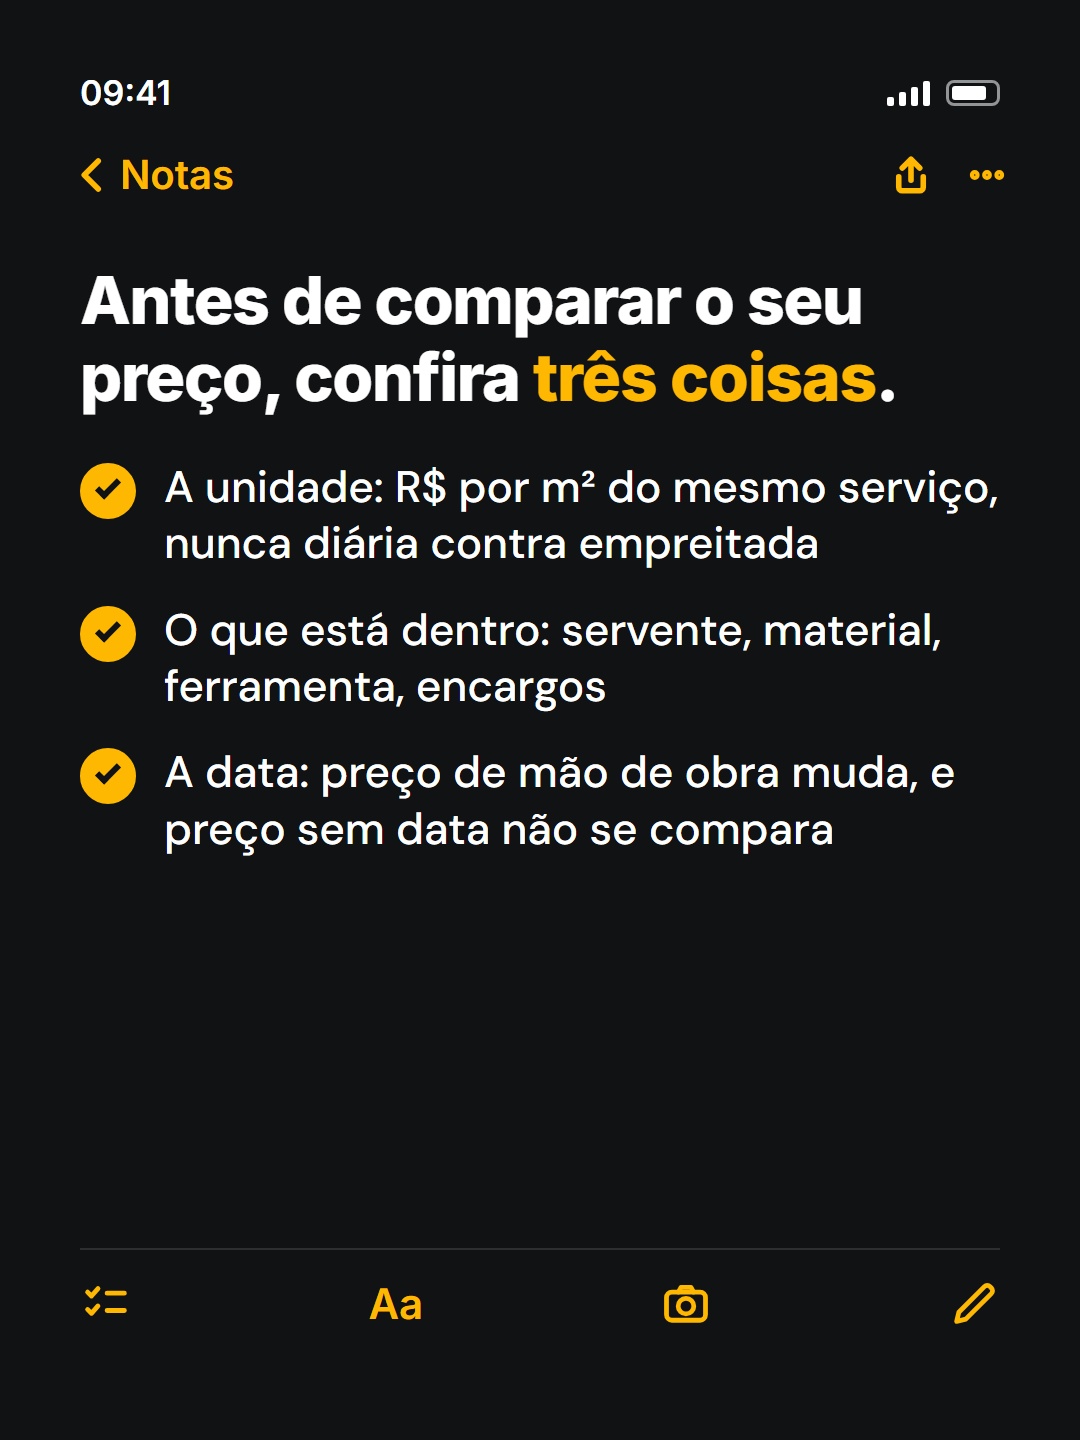 09:41
Notas
Antes de comparar o seu
preço, confira três coisas.
A unidade: R$ por m² do mesmo serviço,
nunca diária contra empreitada
O que está dentro: servente, material,
ferramenta, encargos
A data: preço de mão de obra muda, e
preço sem data não se compara
Aa